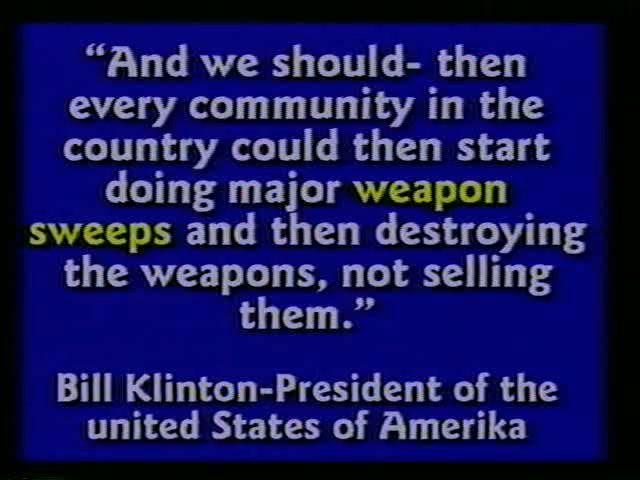 “And we should- then
every community in the
country could then start
doing major weapon
sweeps and then destroying
the weapons, not selling
them.”
Bill Klinton-President of the
united States of Amerika